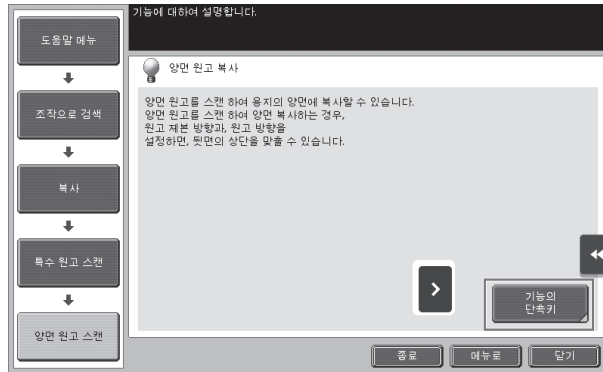 기능에 대하여 설명합니다.
도움말 메뉴
조작으로 검색
복사
특수 원고 스캔
양면 원고 스캔
양면 원고 복사
양면 원고를 스캔 하여 용지의 양면에 복사할 수 있습니다.
양면 원고를 스캔 하여 양면 복사하는 경우,
원고 제본 방향과, 원고 방향을
설정하면, 뒷면의 상단을 맞출 수 있습니다.
기능의
단축키
종료
메뉴로
닫기